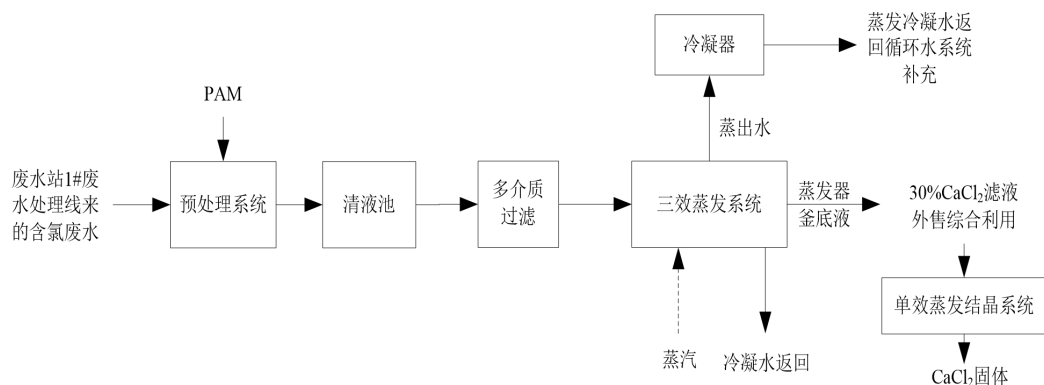 冷凝器
蒸发冷凝水返
回循环水系统
补充
PAM
蒸出水
废水站1#废
水处理线来
的含氯废水
预处理系统
清液池
多介质
过滤
三效蒸发系统
蒸发器
釜底液
30%CaCl₂滤液
外售综合利用
单效蒸发结晶系统
蒸汽
冷凝水返回
CaCl₂固体